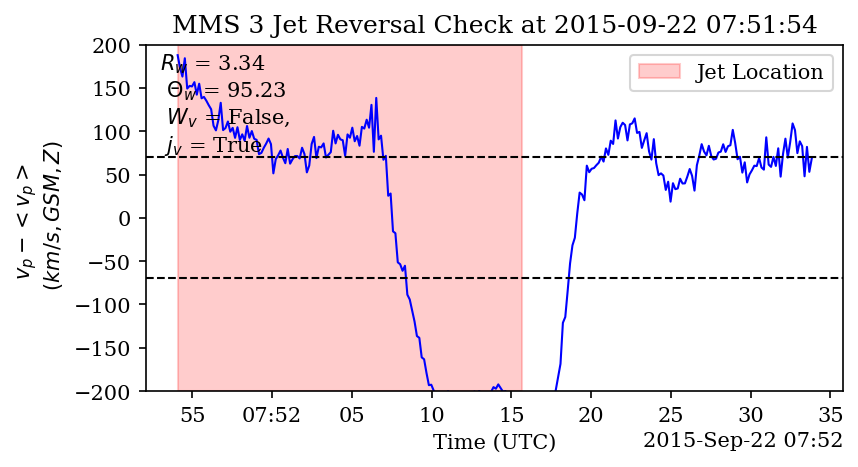 MMS 3 Jet Reversal Check at 2015-09-22 07:51:54
R_w = 3.34
Θ_w = 95.23
W_v = False,
j_v = True
Jet Location
v_p − < v_p >
(km/s, GSM, Z)
200
150
100
50
0
−50
−100
−150
−200
55
07:52
05
10
15
20
25
30
35
Time (UTC)
2015-Sep-22 07:52